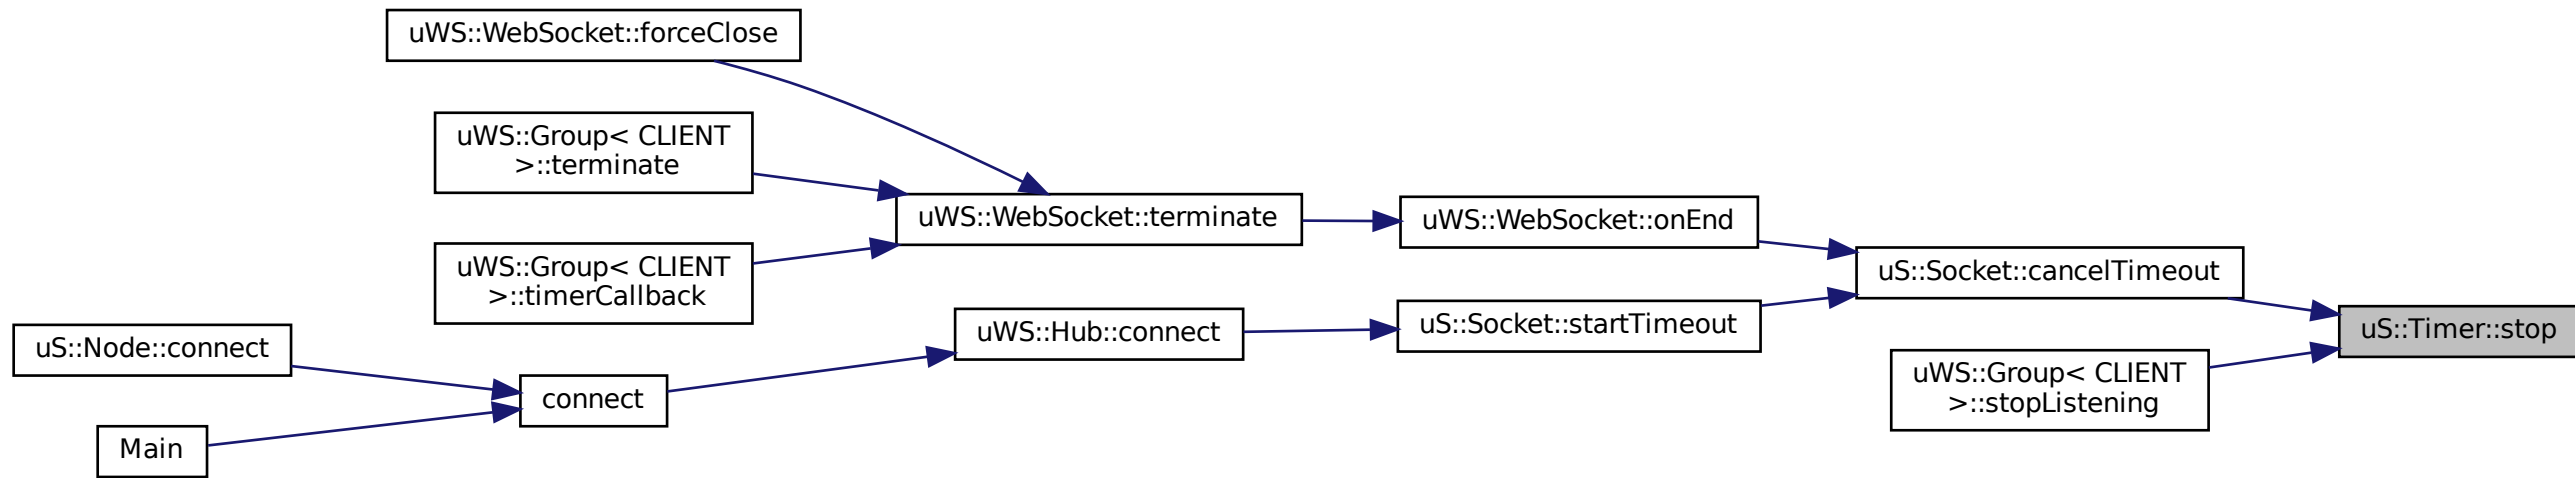 uWS::WebSocket::forceClose
uWS::Group< CLIENT
>::terminate
uWS::WebSocket::terminate
uWS::WebSocket::onEnd
uS::Socket::cancelTimeout
uWS::Group< CLIENT
>::timerCallback
uS::Node::connect
uWS::Hub::connect
uS::Socket::startTimeout
uS::Timer::stop
connect
uWS::Group< CLIENT
>::stopListening
Main